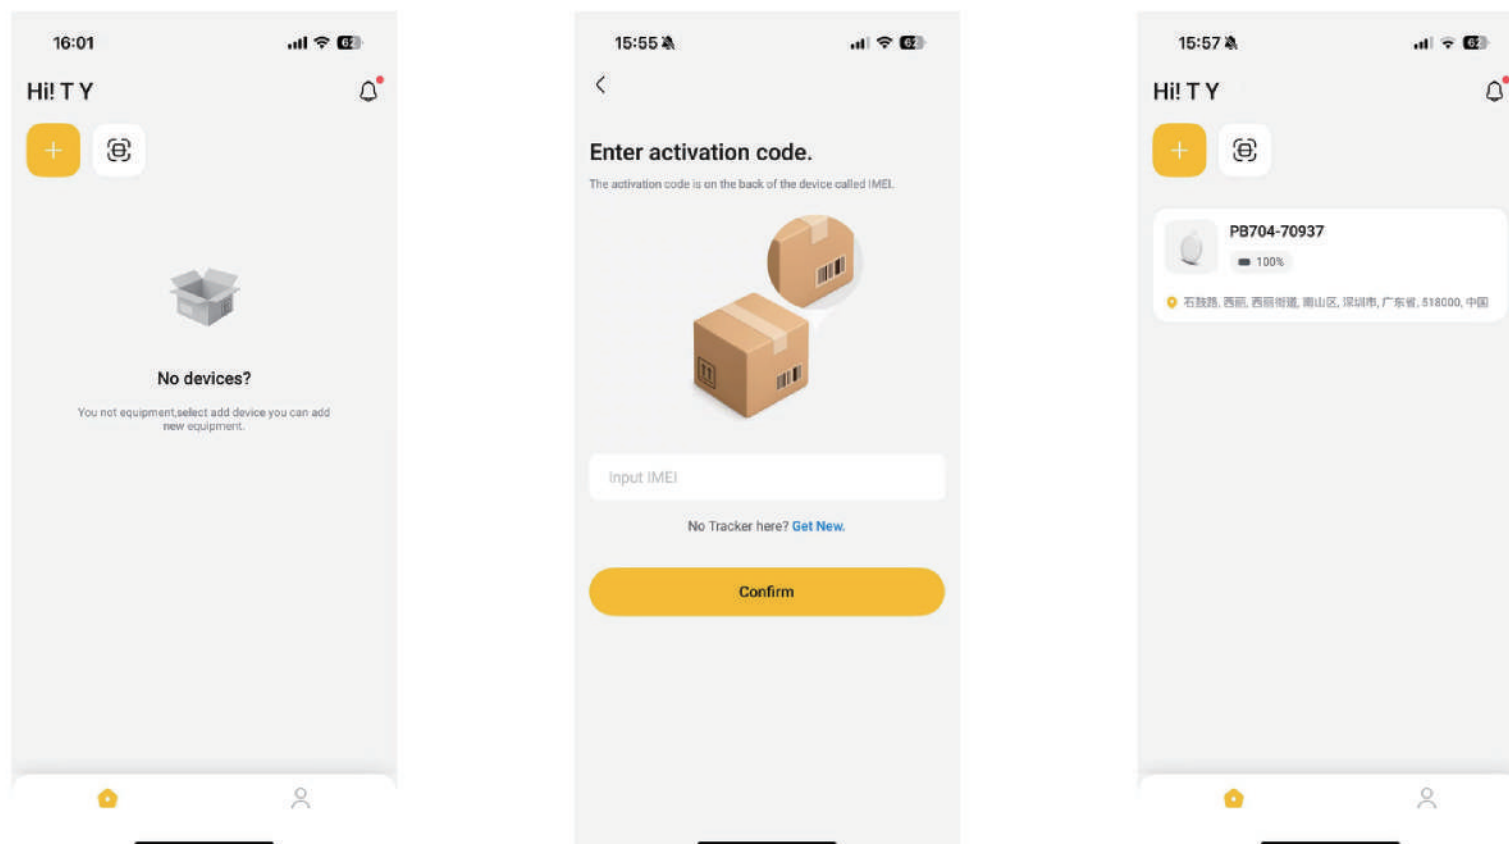 16:01
62
Hi! T Y
No devices?
You not equipment,select add device you can add
new equipment.
15:55
62
Enter activation code.
The activation code is on the back of the device called IMEI.
Input IMEI
No Tracker here? Get New.
Confirm
15:57
62
Hi! T Y
PB704-70937
100%
石鼓路, 西丽, 西丽街道, 南山区, 深圳市, 广东省, 518000, 中国